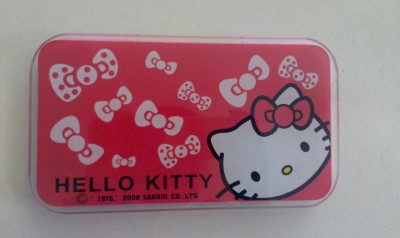 HELLO KITTY
© 1976, 2008 SANRIO CO.,LTD